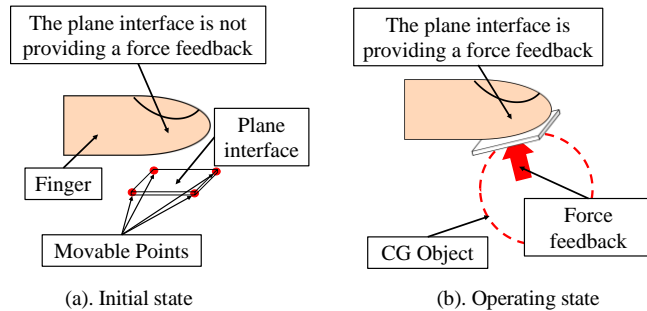 The plane interface is not
providing a force feedback
Plane
interface
Finger
Movable Points
(a). Initial state
The plane interface is
providing a force feedback
Force
feedback
CG Object
(b). Operating state